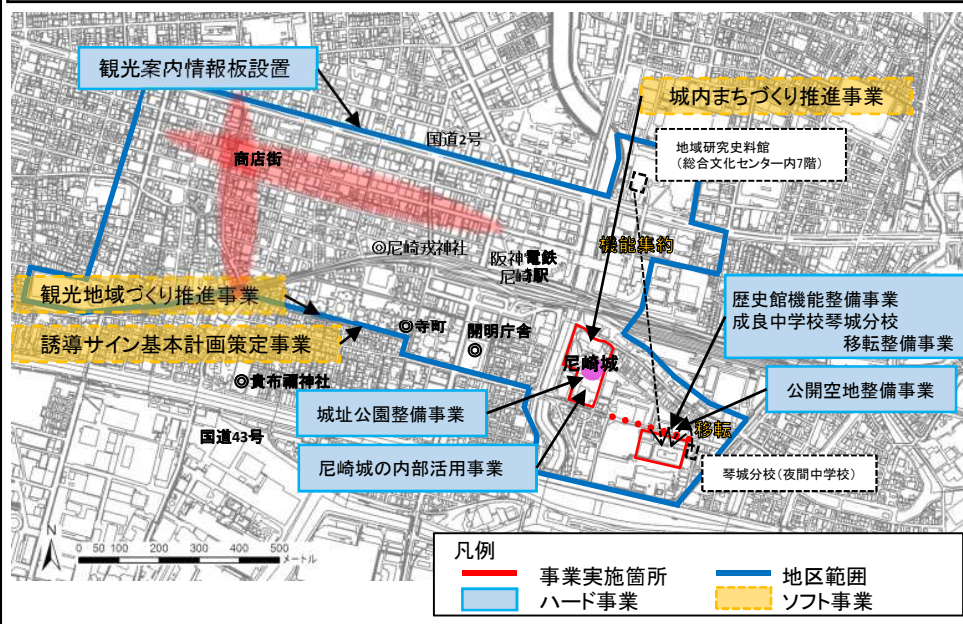 観光案内情報板設置
城内まちづくり推進事業
国道2号
地域研究史料館
(総合文化センター内7階)
商店街
◎尼崎戎神社
阪神電鉄
尼崎駅
機能集約
観光地域づくり推進事業
誘導サイン基本計画策定事業
◎寺町
開明庁舎
◎
歴史館機能整備事業
成良中学校琴城分校
移転整備事業
尼崎城
◎貴布禰神社
城址公園整備事業
公開空地整備事業
国道43号
移転
尼崎城の内部活用事業
琴城分校(夜間中学校)
N
0 50 100 200 300 400 500
メートル
凡例
事業実施箇所
地区範囲
ハード事業
ソフト事業